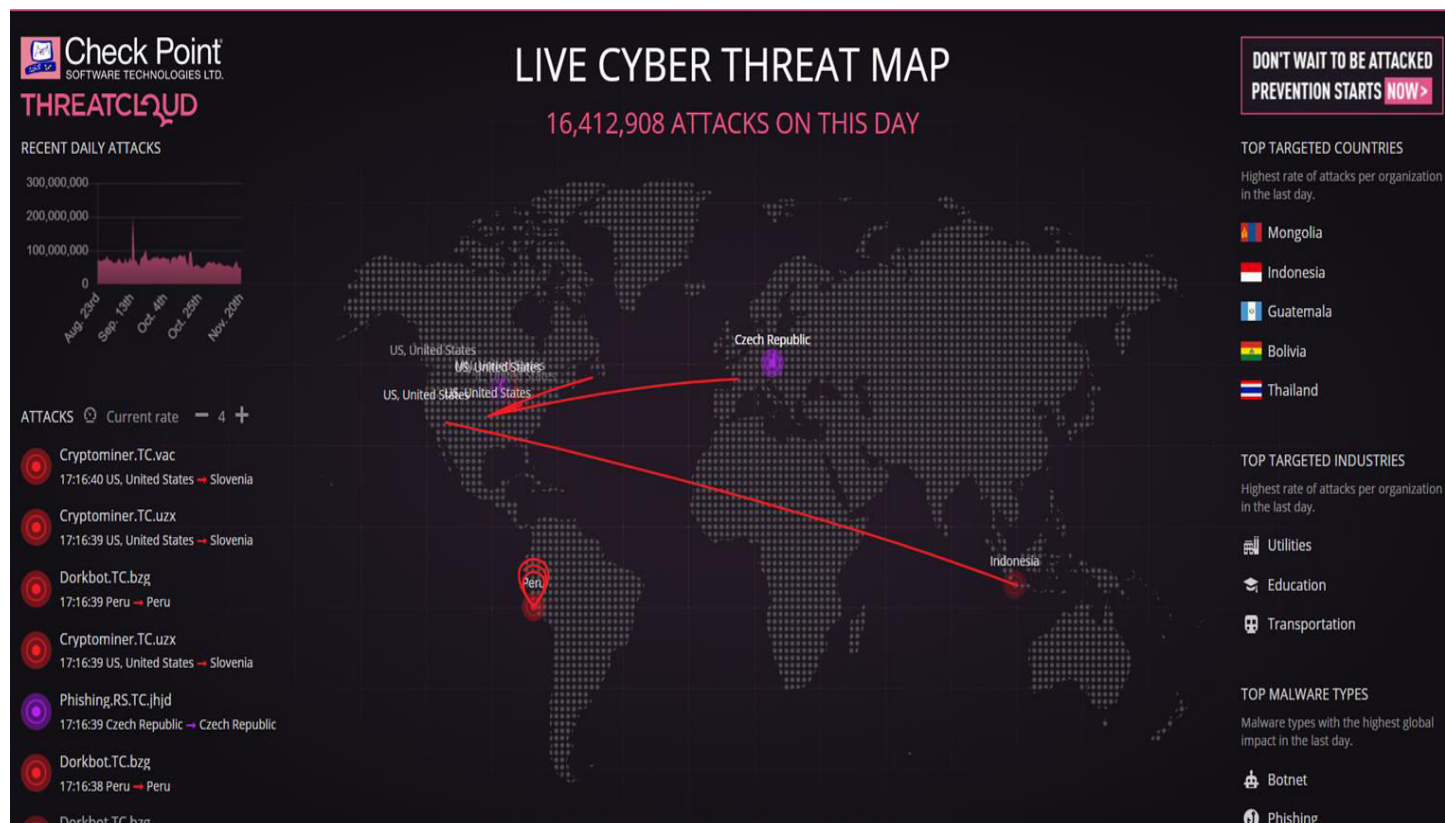 Check Point
SOFTWARE TECHNOLOGIES LTD.
THREATCLOUD
RECENT DAILY ATTACKS
300,000,000
200,000,000
100,000,000
0
Aug. 23rd
Sep. 13th
Oct. 4th
Oct. 25th
Nov. 20th
ATTACKS Current rate − 4 +
Cryptominer.TC.vac
17:16:40 US, United States → Slovenia
Cryptominer.TC.uzx
17:16:39 US, United States → Slovenia
Dorkbot.TC.bzg
17:16:39 Peru → Peru
Cryptominer.TC.uzx
17:16:39 US, United States → Slovenia
Phishing.RS.TC.jhjd
17:16:39 Czech Republic → Czech Republic
Dorkbot.TC.bzg
17:16:38 Peru → Peru
Dorkbot.TC.bzg
LIVE CYBER THREAT MAP
16,412,908 ATTACKS ON THIS DAY
Czech Republic
US, United States
US, United States
US, United States
US, United States
Indonesia
Peru
DON'T WAIT TO BE ATTACKED
PREVENTION STARTS NOW >
TOP TARGETED COUNTRIES
Highest rate of attacks per organization
in the last day.
Mongolia
Indonesia
Guatemala
Bolivia
Thailand
TOP TARGETED INDUSTRIES
Highest rate of attacks per organization
in the last day.
Utilities
Education
Transportation
TOP MALWARE TYPES
Malware types with the highest global
impact in the last day.
Botnet
Phishing